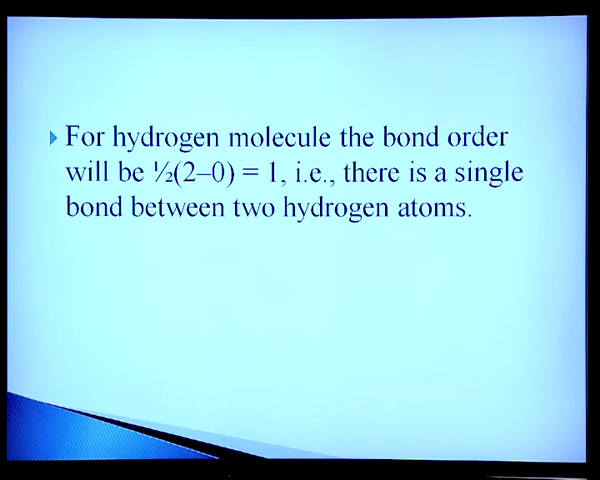 For hydrogen molecule the bond order
will be ½(2–0) = 1, i.e., there is a single
bond between two hydrogen atoms.